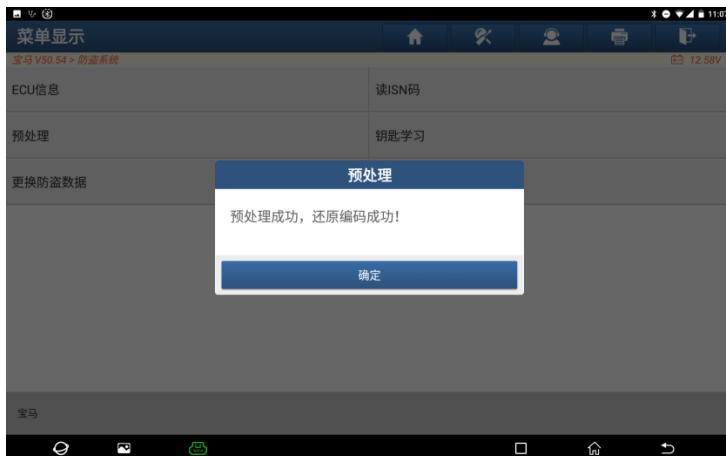 11:07
菜单显示
宝马 V50.54 > 防盗系统
12.58V
ECU信息
读ISN码
预处理
钥匙学习
更换防盗数据
预处理
预处理成功，还原编码成功！
确定
宝马